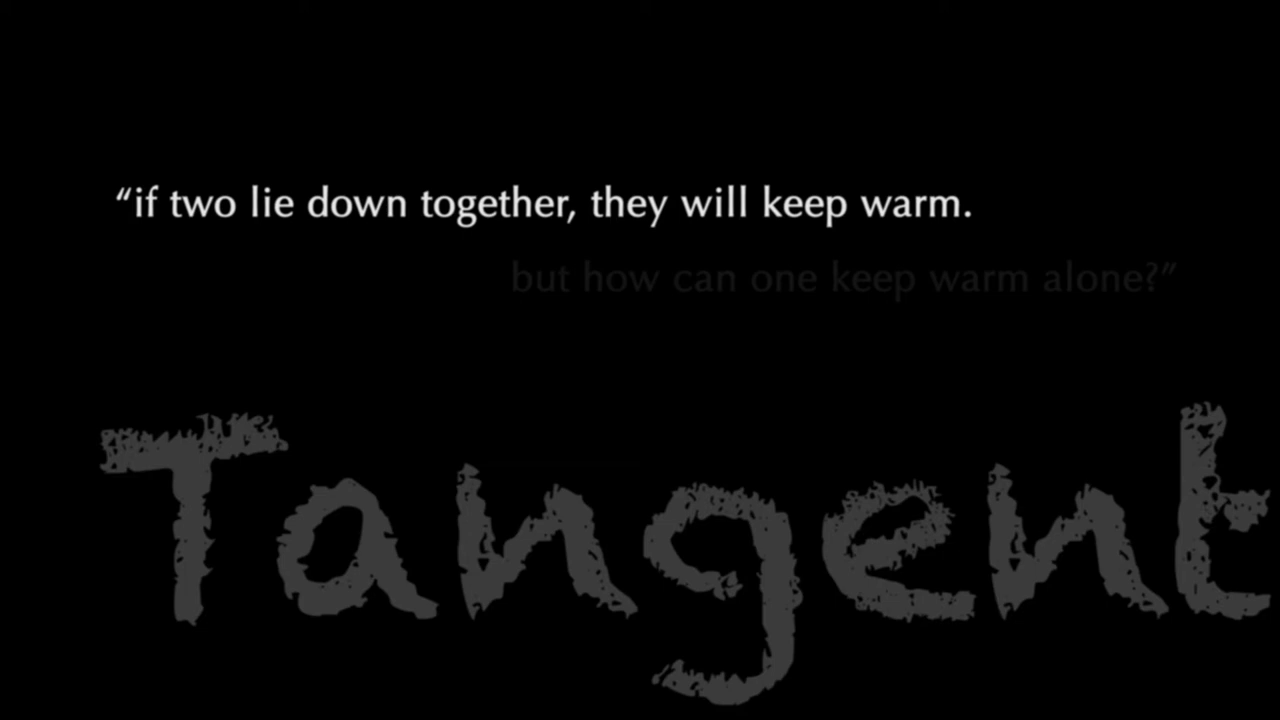 “if two lie down together, they will keep warm.
but how can one keep warm alone?”
Tangent